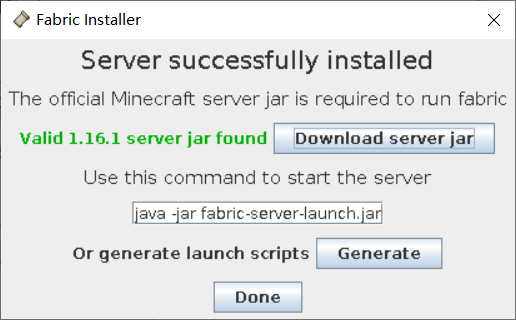 Fabric Installer
Server successfully installed
The official Minecraft server jar is required to run fabric
Valid 1.16.1 server jar found Download server jar
Use this command to start the server
java -jar fabric-server-launch.jar
Or generate launch scripts Generate
Done